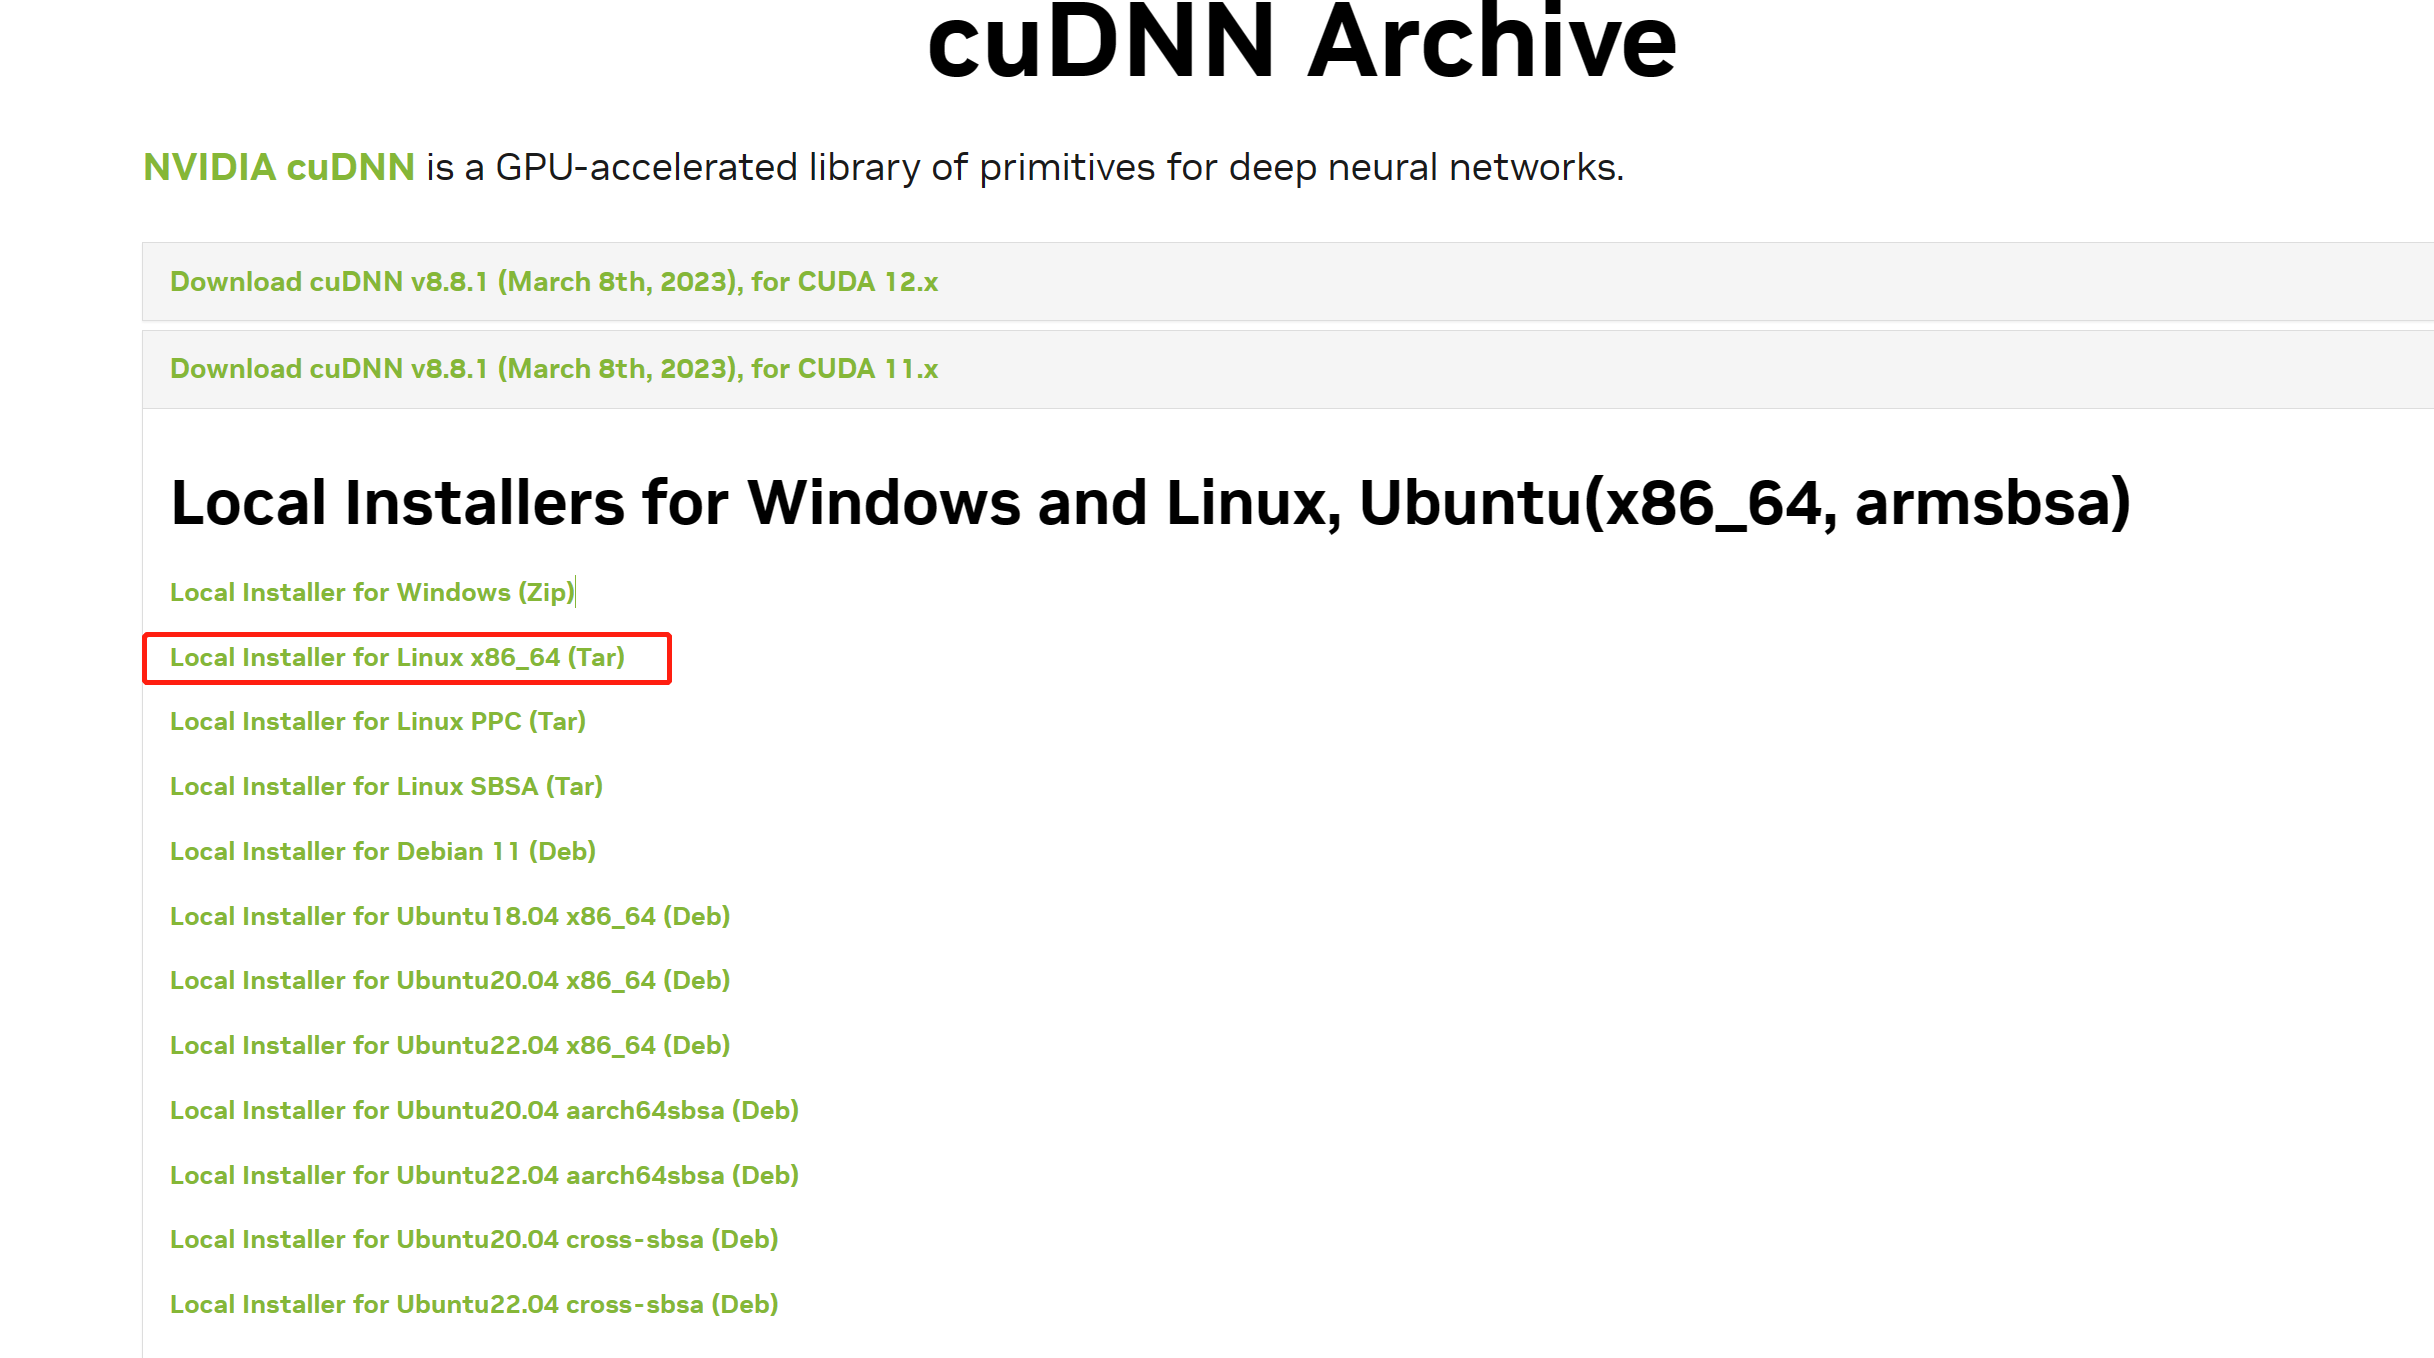 cuDNN Archive
NVIDIA cuDNN is a GPU-accelerated library of primitives for deep neural networks.
Download cuDNN v8.8.1 (March 8th, 2023), for CUDA 12.x
Download cuDNN v8.8.1 (March 8th, 2023), for CUDA 11.x
Local Installers for Windows and Linux, Ubuntu(x86_64, armsbsa)
Local Installer for Windows (Zip)
Local Installer for Linux x86_64 (Tar)
Local Installer for Linux PPC (Tar)
Local Installer for Linux SBSA (Tar)
Local Installer for Debian 11 (Deb)
Local Installer for Ubuntu18.04 x86_64 (Deb)
Local Installer for Ubuntu20.04 x86_64 (Deb)
Local Installer for Ubuntu22.04 x86_64 (Deb)
Local Installer for Ubuntu20.04 aarch64sbsa (Deb)
Local Installer for Ubuntu22.04 aarch64sbsa (Deb)
Local Installer for Ubuntu20.04 cross-sbsa (Deb)
Local Installer for Ubuntu22.04 cross-sbsa (Deb)